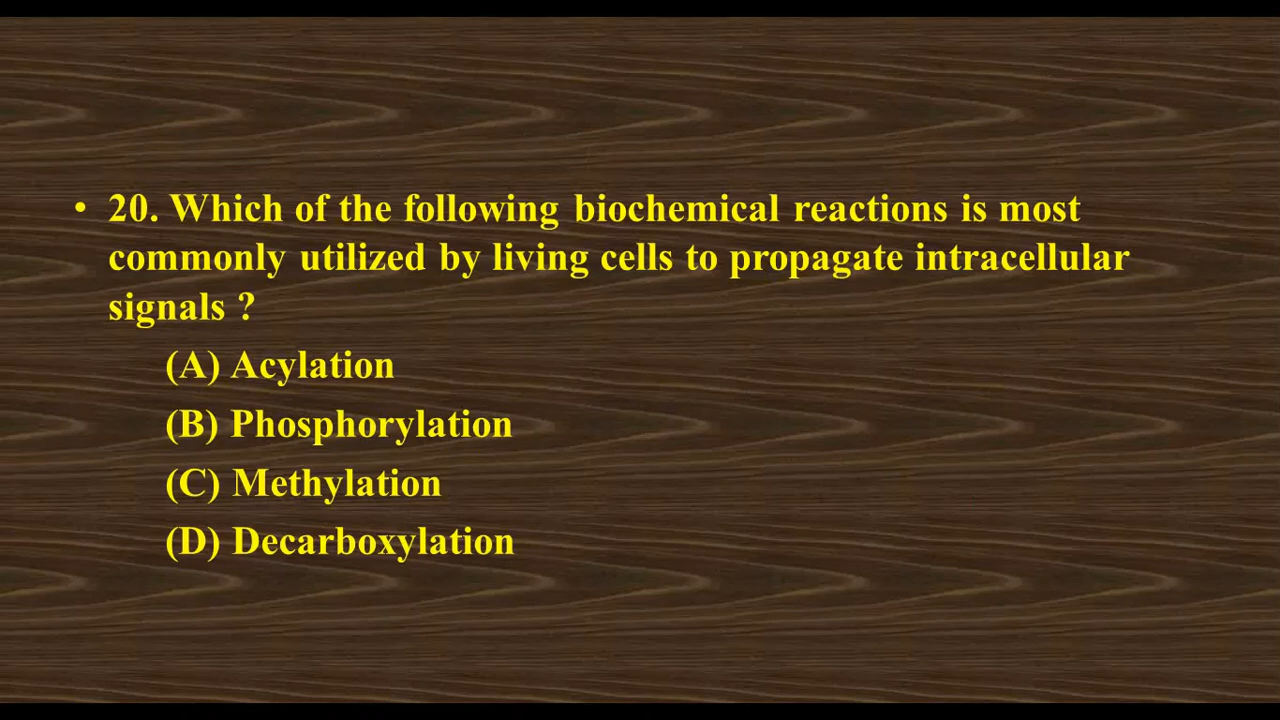 • 20. Which of the following biochemical reactions is most
commonly utilized by living cells to propagate intracellular
signals ?
(A) Acylation
(B) Phosphorylation
(C) Methylation
(D) Decarboxylation